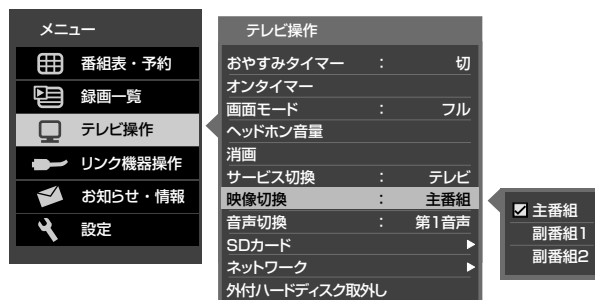 メニュー
番組表・予約
録画一覧
テレビ操作
リンク機器操作
お知らせ・情報
設定
テレビ操作
おやすみタイマー : 切
オンタイマー
画面モード : フル
ヘッドホン音量
消画
サービス切換 : テレビ
映像切換 : 主番組
音声切換 : 第1音声
SDカード
ネットワーク
外付ハードディスク取外し
主番組
副番組1
副番組2